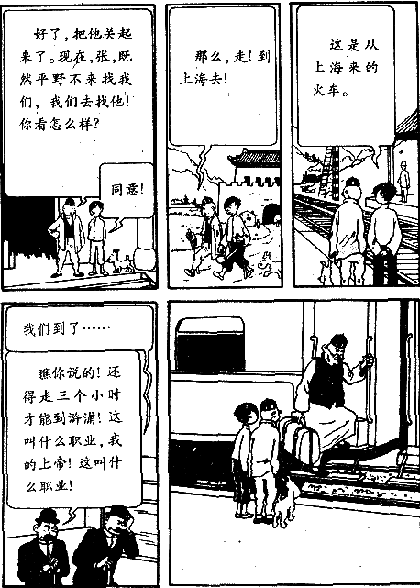 好了，把他关起
来了。现在，张，既
然平野不来找我
们，我们去找他！
你看怎么样？
同意！
那么，走！到
上海去！
这是从
上海来的
火车。
我们到了……
谁你说的！还
得走三个小时
才能到沪湖！这
叫什么职业，我
的上帝！这叫什
么职业！